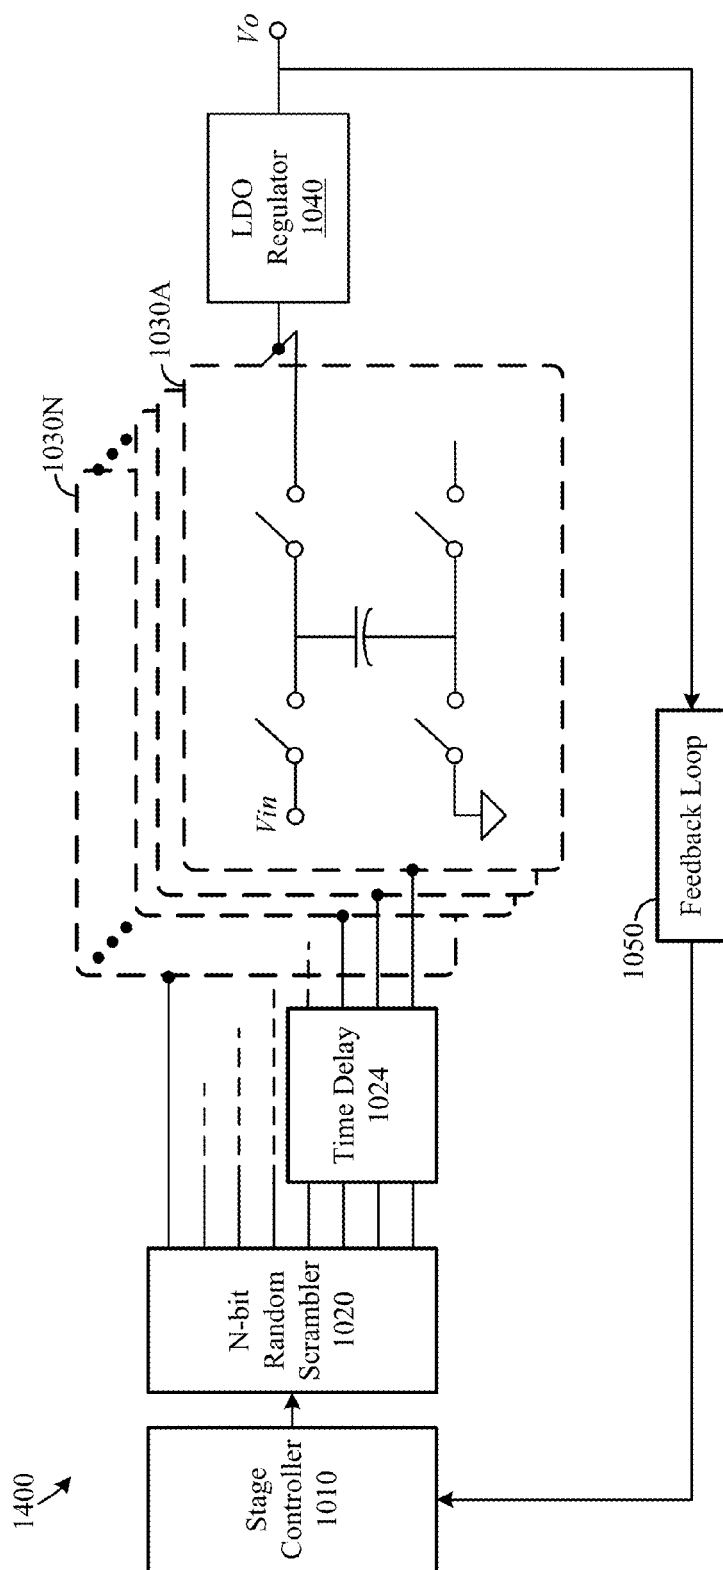 1400
Stage
Controller
1010
N-bit
Random
Scrambler
1020
Time Delay
1024
1030N
1030A
Vin
LDO
Regulator
1040
Vo
1050
Feedback Loop